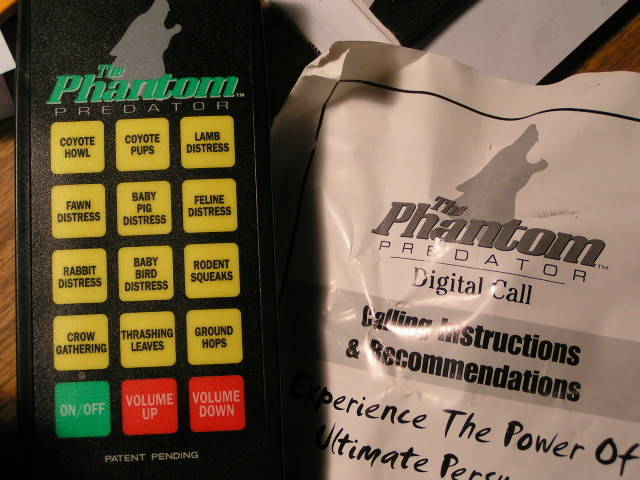 The
Phantom™
PREDATOR
COYOTE
HOWL
COYOTE
PUPS
LAMB
DISTRESS
FAWN
DISTRESS
BABY
PIG
DISTRESS
FELINE
DISTRESS
RABBIT
DISTRESS
BABY
BIRD
DISTRESS
RODENT
SQUEAKS
CROW
GATHERING
THRASHING
LEAVES
GROUND
HOPS
ON/OFF
VOLUME
UP
VOLUME
DOWN
PATENT PENDING
The
Phantom™
PREDATOR
Digital Call
Calling Instructions
& Recommendations
Experience The Power Of
Ultimate